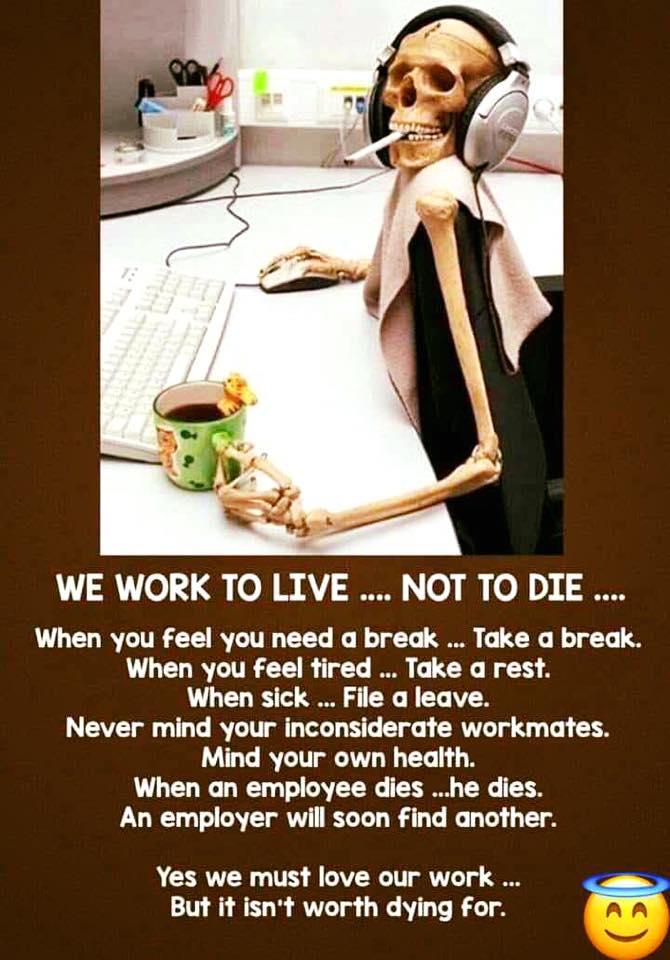 WE WORK TO LIVE .... NOT TO DIE ....
When you feel you need a break ... Take a break.
When you feel tired ... Take a rest.
When sick ... File a leave.
Never mind your inconsiderate workmates.
Mind your own health.
When an employee dies ...he dies.
An employer will soon find another.
Yes we must love our work ...
But it isn't worth dying for.